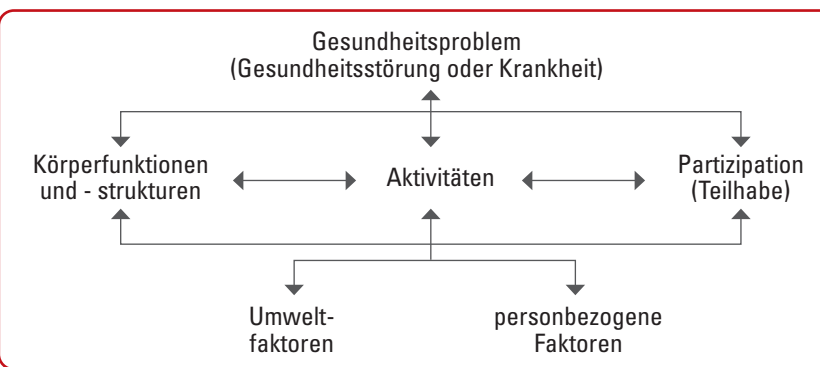 Gesundheitsproblem
(Gesundheitsstörung oder Krankheit)
Körperfunktionen
und - strukturen
Aktivitäten
Partizipation
(Teilhabe)
Umwelt-
faktoren
personbezogene
Faktoren